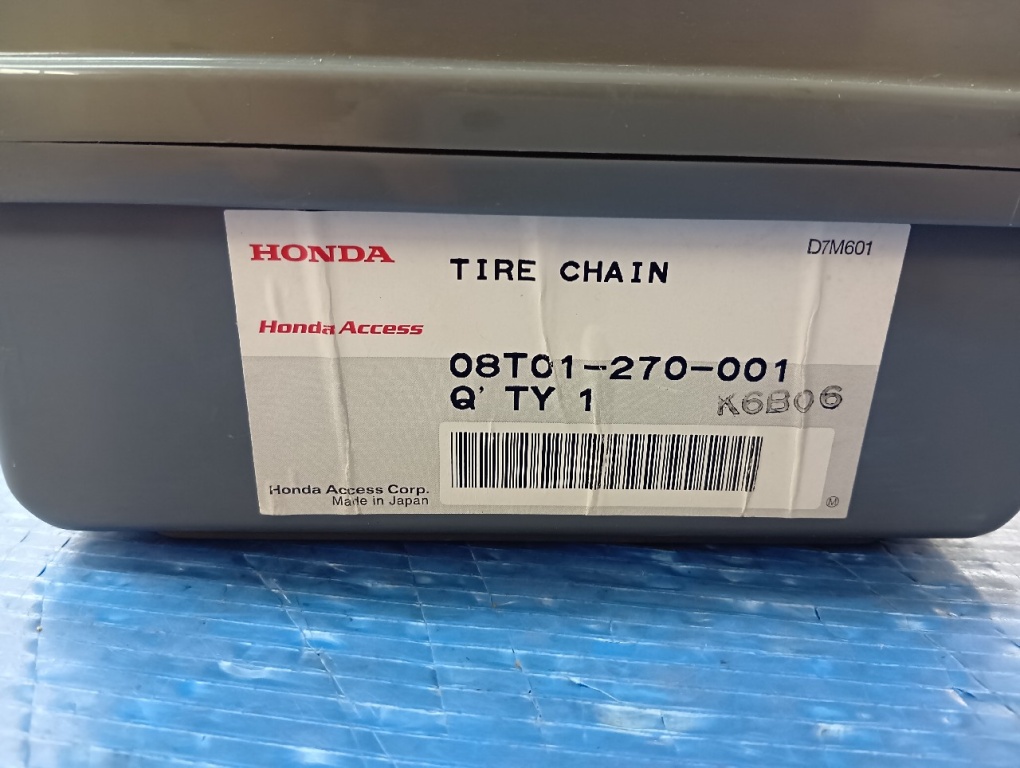 HONDA
TIRE CHAIN
D7M601
Honda Access
08T01-270-001
Q'TY 1
K6B06
Honda Access Corp.
Made in Japan
M